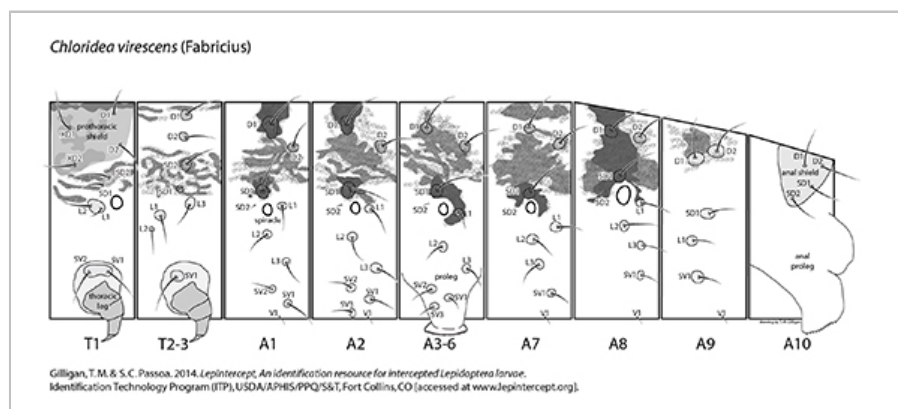 Chloridea virescens (Fabricius)
D1
XD1
prothoracic
shield
D2
XD2
SD2
SD1
L2
L1
SV2
SV1
thoracic
leg
D1
D2
SD2
SD1
L3
L1
L2
SV1
D1
D2
SD1
SD2
L1
spiracle
L2
L3
SV2
SV1
V1
D1
D2
SD1
SD2
L1
L2
L3
SV2
SV1
SV3
V1
D1
D2
SD1
SD2
L1
L2
L3
proleg
SV2
SV1
SV3
D1
D2
SD1
SD2
L1
L2
L3
SV1
V1
D1
D2
SD1
SD2
L1
L2
L3
SV1
V1
D1
D2
SD1
L1
SV1
V1
D1
D2
anal shield
SD1
SD2
anal
proleg
T1 T2-3 A1 A2 A3-6 A7 A8 A9 A10
Gilligan, T.M. & S.C. Passoa. 2014. LepIntercept, An identification resource for intercepted Lepidoptera larvae.
Identification Technology Program (ITP), USDA/APHIS/PPQ/S&T, Fort Collins, CO [accessed at www.lepintercept.org].